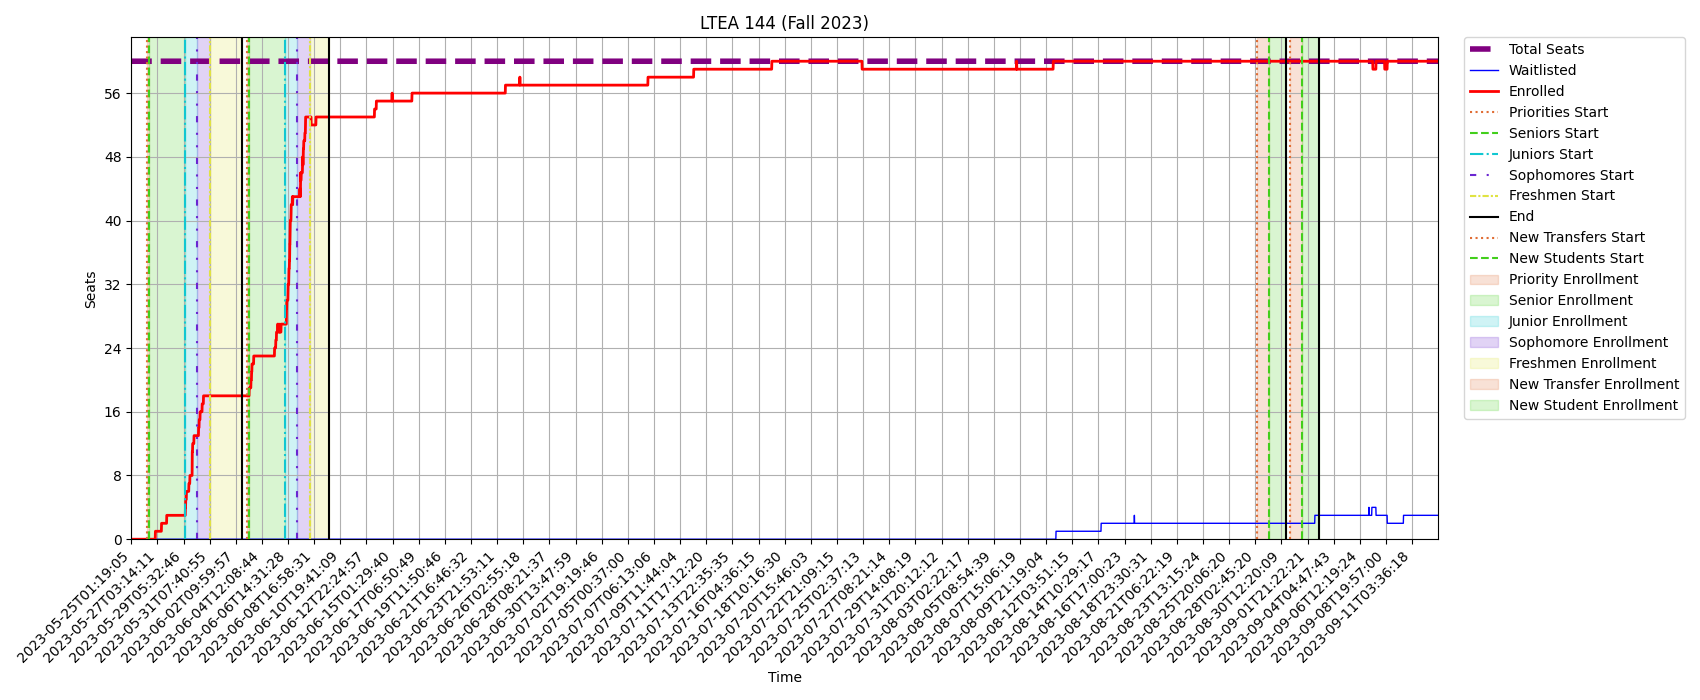 LTEA 144 (Fall 2023)
Total Seats
Waitlisted
Enrolled
Priorities Start
Seniors Start
Juniors Start
Sophomores Start
Freshmen Start
End
New Transfers Start
New Students Start
Priority Enrollment
Senior Enrollment
Junior Enrollment
Sophomore Enrollment
Freshmen Enrollment
New Transfer Enrollment
New Student Enrollment
Seats
56
48
40
32
24
16
8
0
2023-05-25T01:19:05
2023-05-27T03:14:11
2023-05-29T05:32:46
2023-05-31T07:40:55
2023-06-02T09:59:57
2023-06-04T12:08:44
2023-06-06T14:31:28
2023-06-08T16:58:31
2023-06-10T19:41:09
2023-06-12T22:24:57
2023-06-15T01:29:40
2023-06-17T06:50:49
2023-06-19T11:50:46
2023-06-21T16:46:32
2023-06-23T21:53:11
2023-06-26T02:55:18
2023-06-28T08:21:37
2023-06-30T13:47:59
2023-07-02T19:19:46
2023-07-05T00:37:00
2023-07-07T06:13:06
2023-07-09T11:44:04
2023-07-11T17:12:20
2023-07-13T22:35:35
2023-07-16T04:36:15
2023-07-18T10:16:30
2023-07-20T15:46:03
2023-07-22T21:09:15
2023-07-25T02:37:13
2023-07-27T08:21:14
2023-07-29T14:08:19
2023-07-31T20:12:12
2023-08-03T02:22:17
2023-08-05T08:54:39
2023-08-07T15:06:19
2023-08-09T21:19:04
2023-08-12T03:51:15
2023-08-14T10:29:17
2023-08-16T17:00:23
2023-08-18T23:30:31
2023-08-21T06:22:19
2023-08-23T13:15:24
2023-08-25T20:06:20
2023-08-28T02:45:20
2023-08-30T12:20:09
2023-09-01T21:22:21
2023-09-04T04:47:43
2023-09-06T12:19:24
2023-09-08T19:57:00
2023-09-11T03:36:18
Time